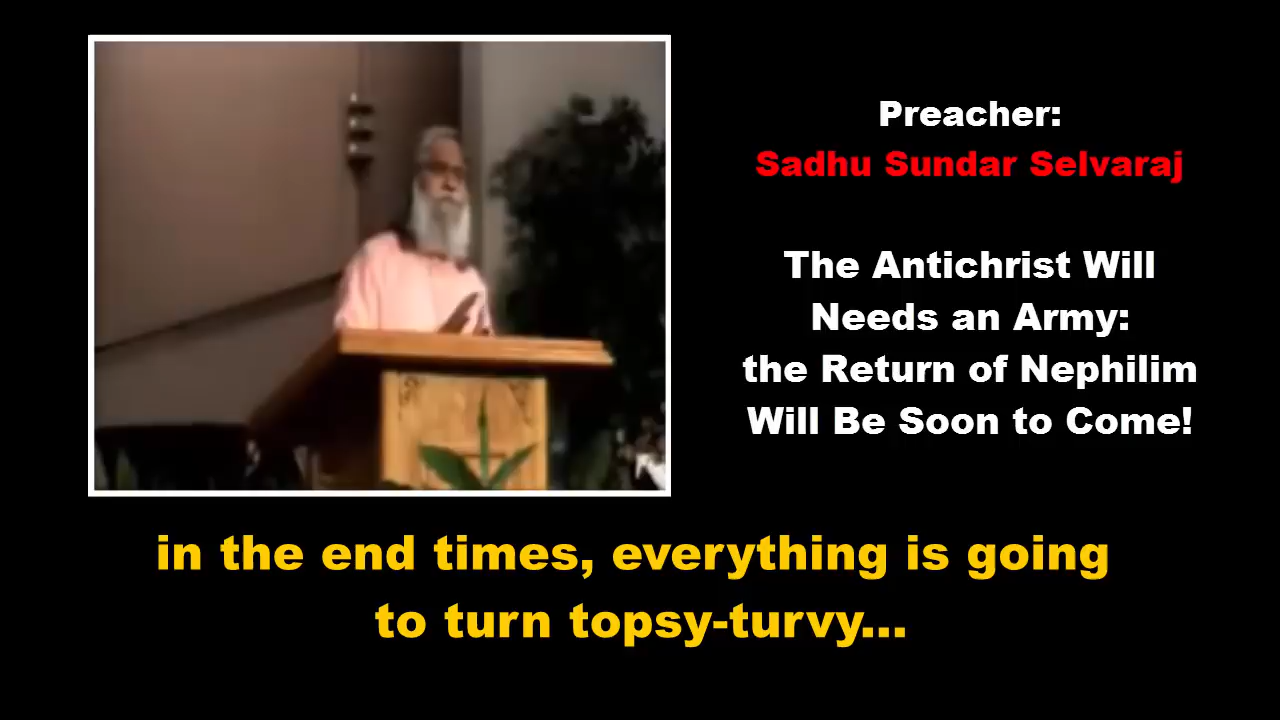 Preacher:
Sadhu Sundar Selvaraj
The Antichrist Will
Needs an Army:
the Return of Nephilim
Will Be Soon to Come!
in the end times, everything is going
to turn topsy-turvy...